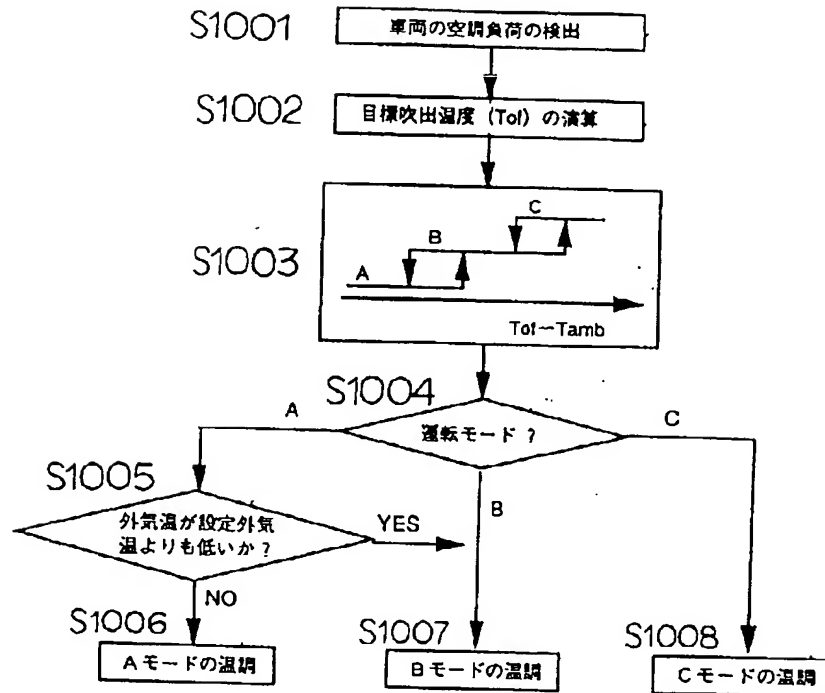 S1001
車両の空調負荷の検出
S1002
目標吹出温度 (Tof) の演算
S1003
A
B
C
Tof−Tamb
S1004
運転モード ?
A
B
C
S1005
外気温が設定外気
温よりも低いか?
YES
NO
S1006
Aモードの温調
S1007
Bモードの温調
S1008
Cモードの温調